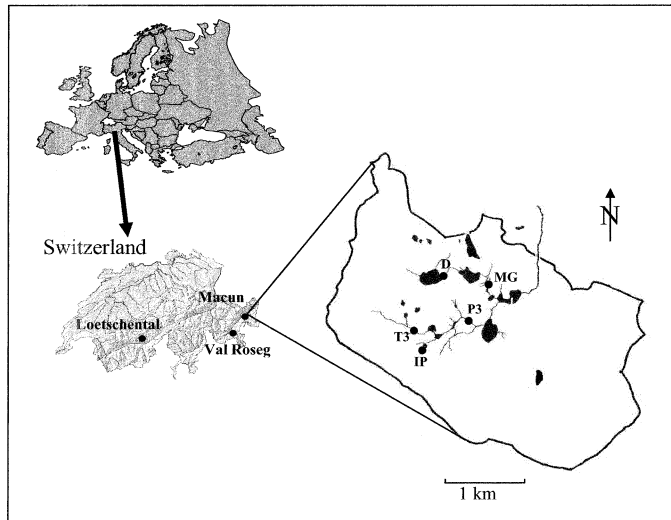 Switzerland
Macun
Loetschental
Val Roseg
N
D
MG
P3
T3
IP
1 km